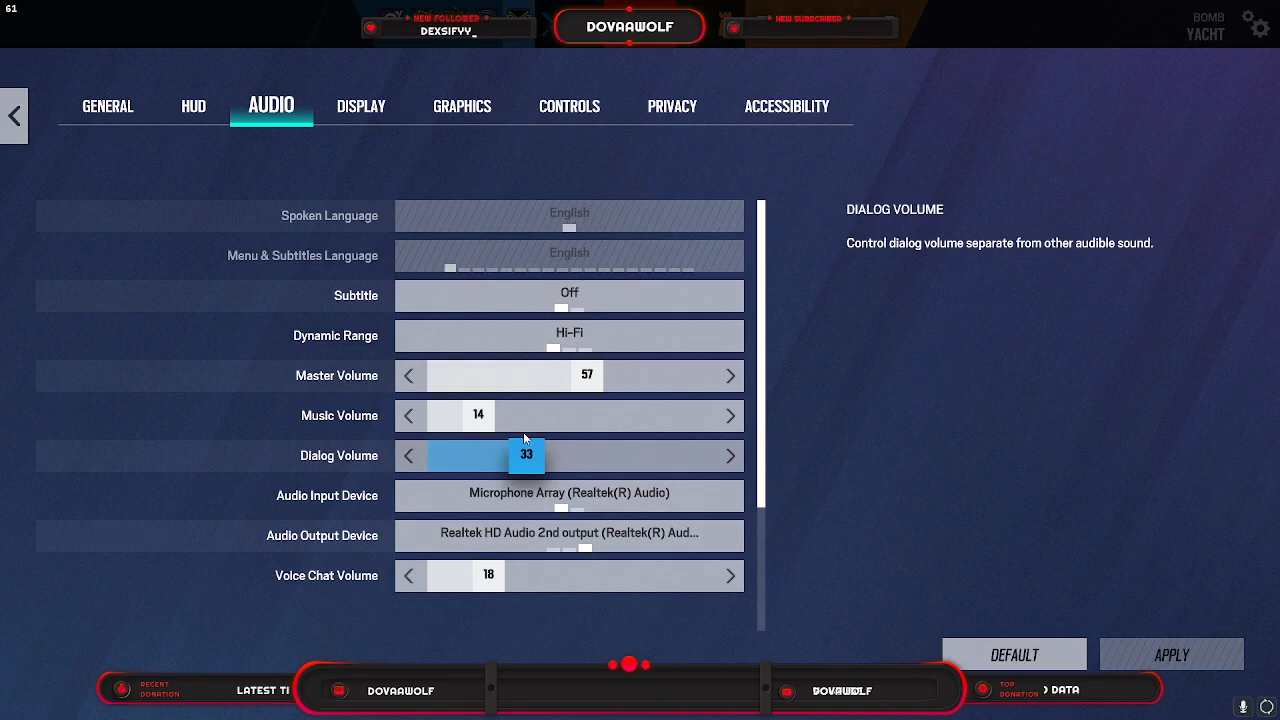 61
NEW FOLLOWER
DEXSIFYY_
DOVAAWOLF
NEW SUBSCRIBER
BOMB
YACHT
GENERAL
HUD
AUDIO
DISPLAY
GRAPHICS
CONTROLS
PRIVACY
ACCESSIBILITY
Spoken Language English
Menu & Subtitles Language English
Subtitle Off
Dynamic Range Hi-Fi
Master Volume 57
Music Volume 14
Dialog Volume 33
Audio Input Device Microphone Array (Realtek(R) Audio)
Audio Output Device Realtek HD Audio 2nd output (Realtek(R) Aud...
Voice Chat Volume 18
DIALOG VOLUME
Control dialog volume separate from other audible sound.
DEFAULT
APPLY
RECENT
DONATION
LATEST TI
DOVAAWOLF
TOP
DONATION
DATA